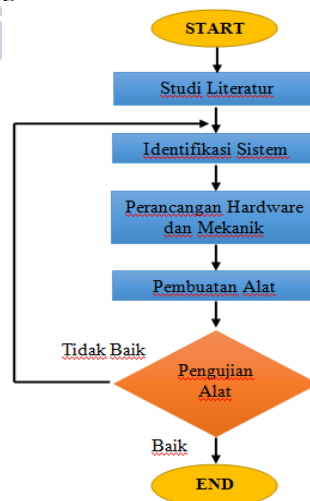 START
Studi Literatur
Identifikasi Sistem
Perancangan Hardware
dan Mekanik
Pembuatan Alat
Tidak Baik
Pengujian
Alat
Baik
END